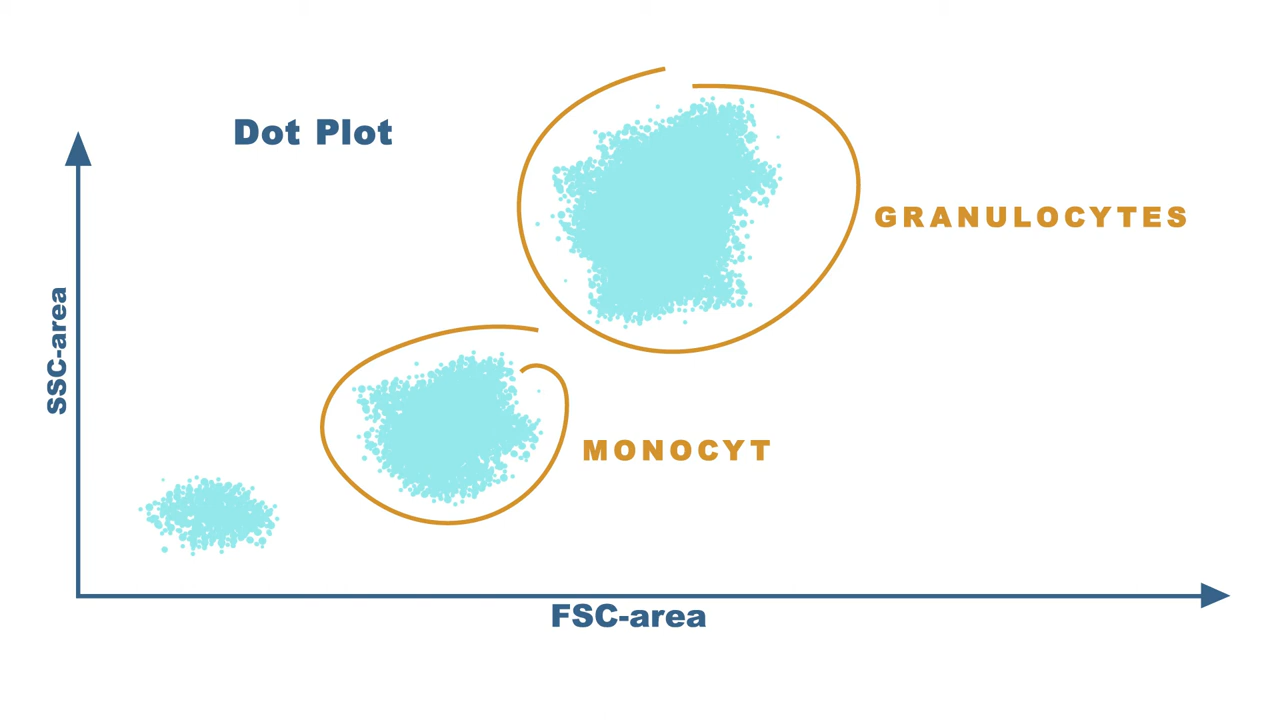 Dot Plot
GRANULOCYTES
SSC-area
MONOCYT
FSC-area